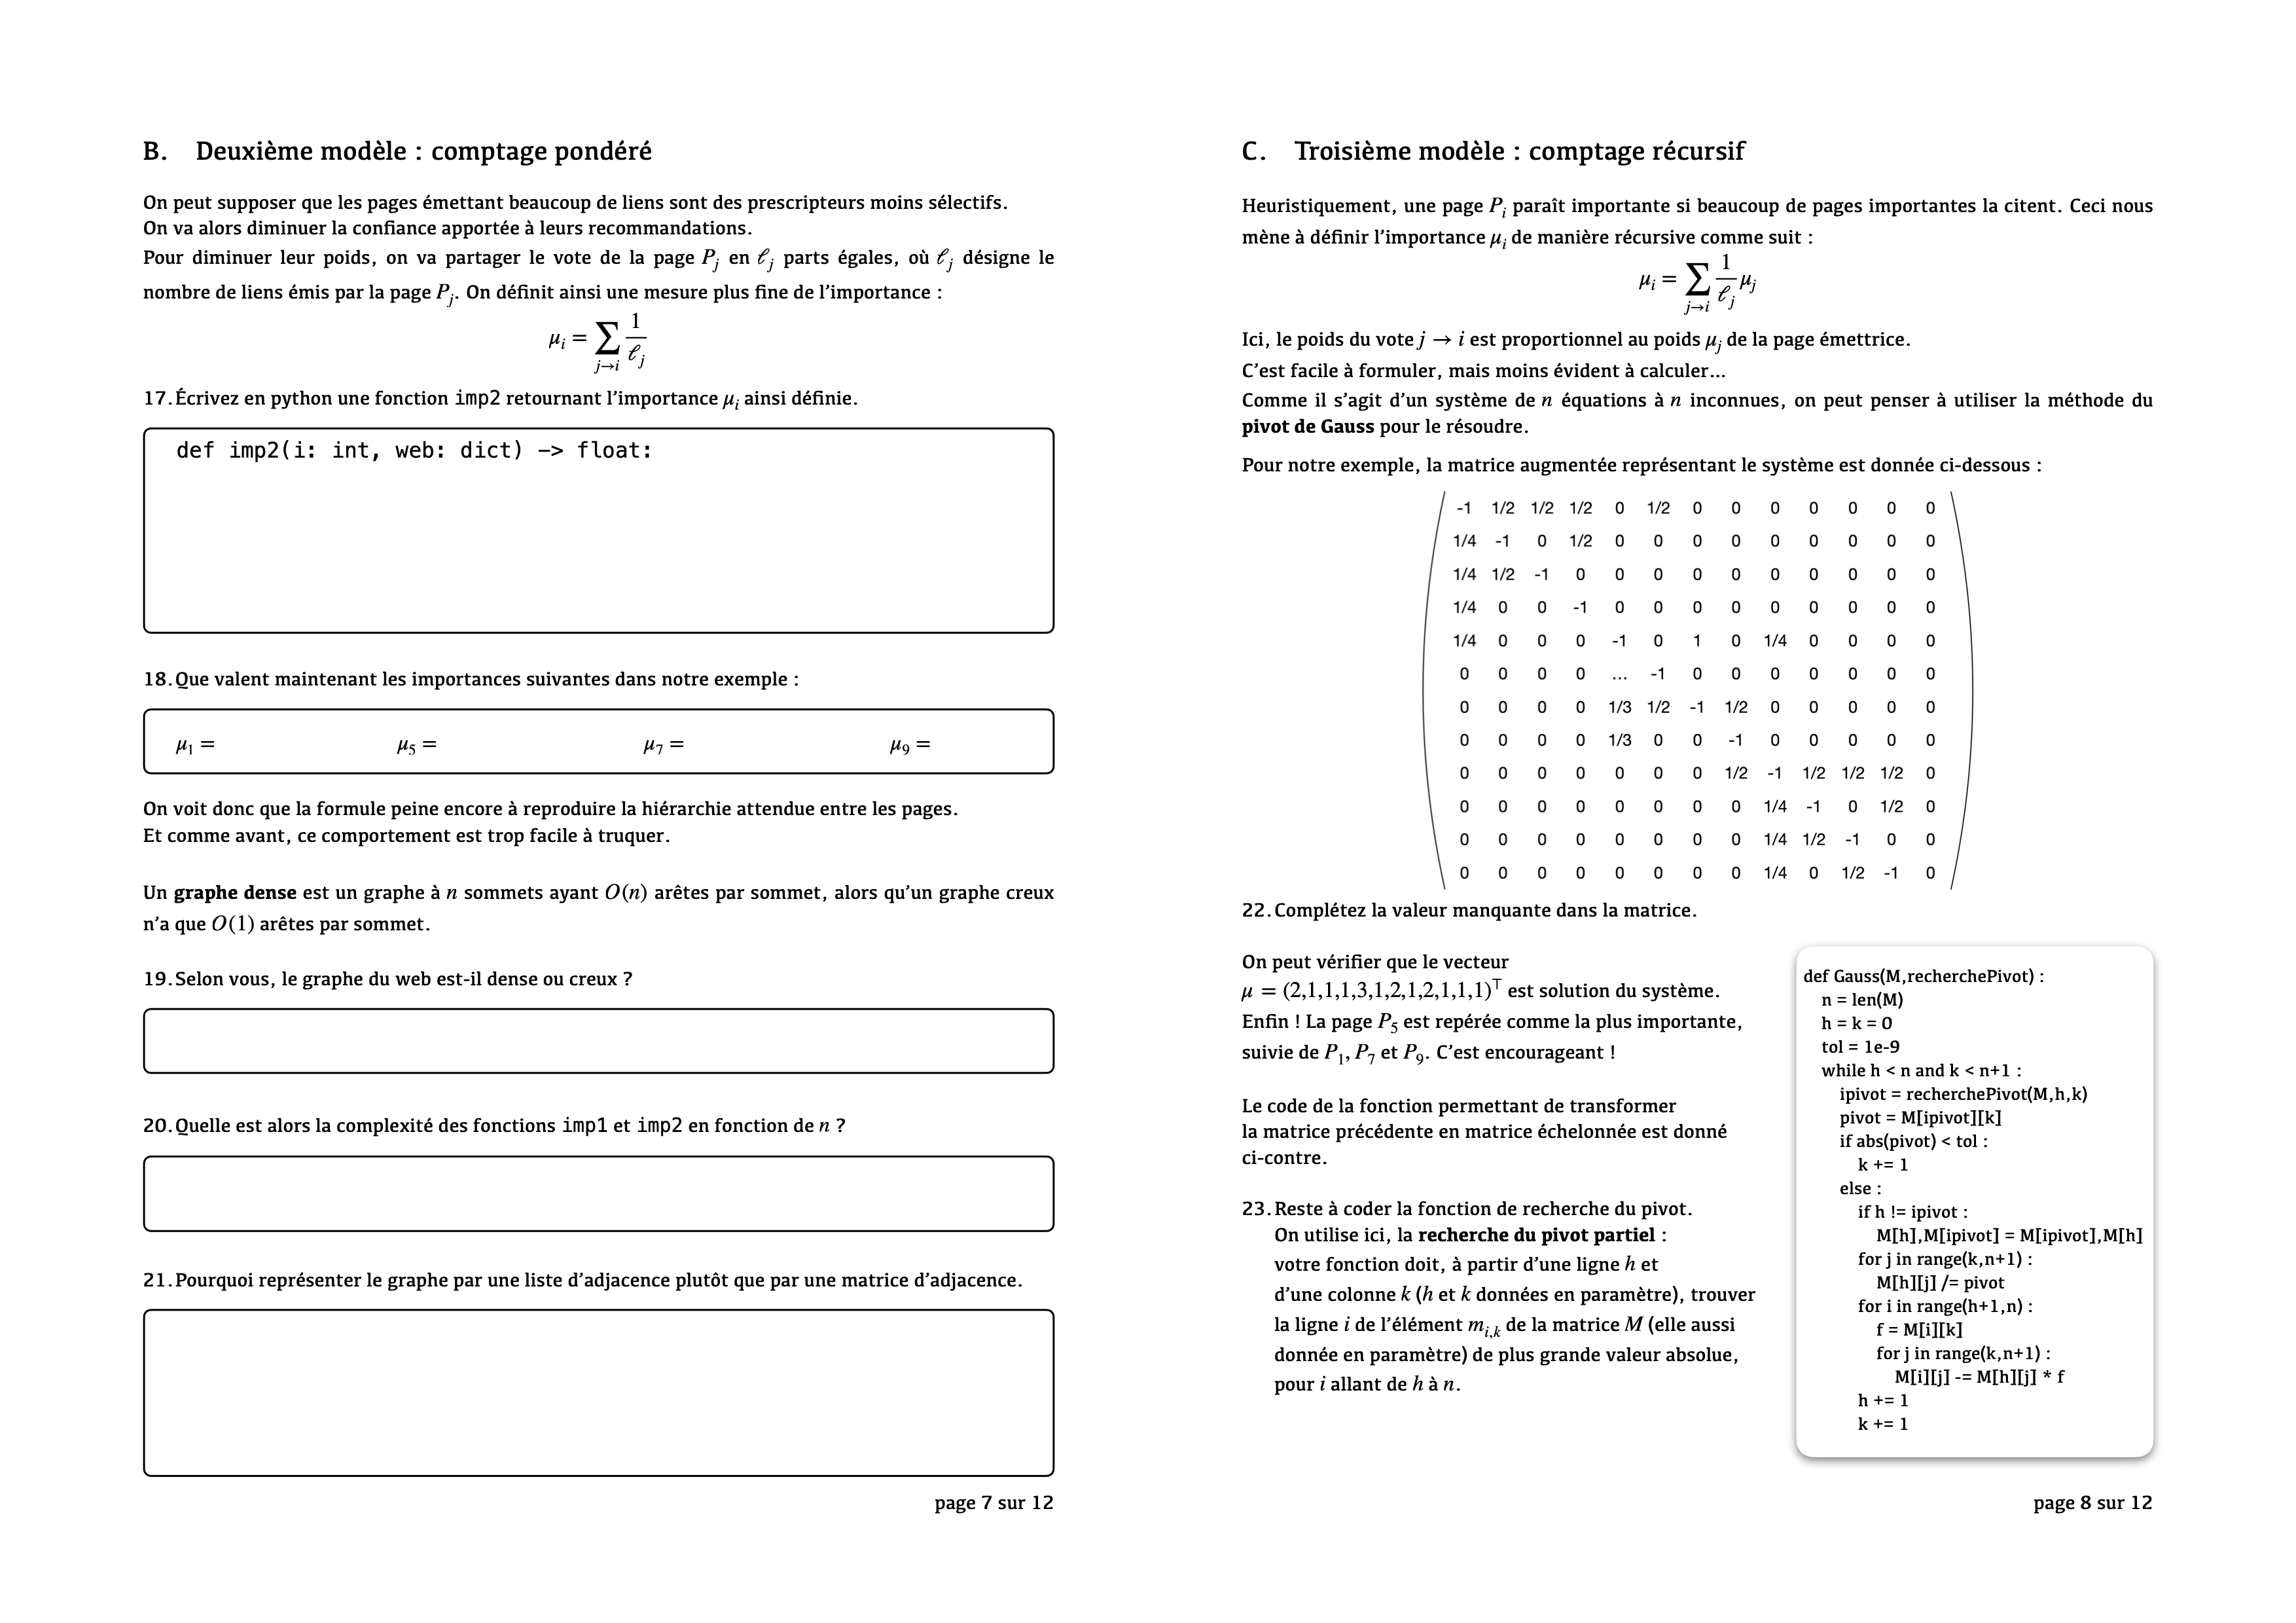 B. Deuxième modèle : comptage pondéré
On peut supposer que les pages émettant beaucoup de liens sont des prescripteurs moins sélectifs.
On va alors diminuer la confiance apportée à leurs recommandations.
Pour diminuer leur poids, on va partager le vote de la page P_j en ℓ_j parts égales, où ℓ_j désigne le
nombre de liens émis par la page P_j. On définit ainsi une mesure plus fine de l'importance :
μ_i = ∑_{j→i} 1/ℓ_j
17. Écrivez en python une fonction imp2 retournant l'importance μ_i ainsi définie.
def imp2(i: int, web: dict) -> float:
18. Que valent maintenant les importances suivantes dans notre exemple :
μ_1 = μ_5 = μ_7 = μ_9 =
On voit donc que la formule peine encore à reproduire la hiérarchie attendue entre les pages.
Et comme avant, ce comportement est trop facile à truquer.
Un graphe dense est un graphe à n sommets ayant O(n) arêtes par sommet, alors qu'un graphe creux
n'a que O(1) arêtes par sommet.
19. Selon vous, le graphe du web est-il dense ou creux ?
20. Quelle est alors la complexité des fonctions imp1 et imp2 en fonction de n ?
21. Pourquoi représenter le graphe par une liste d'adjacence plutôt que par une matrice d'adjacence.
page 7 sur 12
C. Troisième modèle : comptage récursif
Heuristiquement, une page P_i paraît importante si beaucoup de pages importantes la citent. Ceci nous
mène à définir l'importance μ_i de manière récursive comme suit :
μ_i = ∑_{j→i} 1/ℓ_j μ_j
Ici, le poids du vote j → i est proportionnel au poids μ_j de la page émettrice.
C'est facile à formuler, mais moins évident à calculer…
Comme il s'agit d'un système de n équations à n inconnues, on peut penser à utiliser la méthode du
pivot de Gauss pour le résoudre.
Pour notre exemple, la matrice augmentée représentant le système est donnée ci-dessous :
-1 1/2 1/2 1/2 0 1/2 0 0 0 0 0 0 0
1/4 -1 0 1/2 0 0 0 0 0 0 0 0 0
1/4 1/2 -1 0 0 0 0 0 0 0 0 0 0
1/4 0 0 -1 0 0 0 0 0 0 0 0 0
1/4 0 0 0 -1 0 1 0 1/4 0 0 0 0
0 0 0 0 ... -1 0 0 0 0 0 0 0
0 0 0 0 1/3 1/2 -1 1/2 0 0 0 0 0
0 0 0 0 1/3 0 0 -1 0 0 0 0 0
0 0 0 0 0 0 0 1/2 -1 1/2 1/2 1/2 0
0 0 0 0 0 0 0 0 1/4 -1 0 1/2 0
0 0 0 0 0 0 0 0 1/4 1/2 -1 0 0
0 0 0 0 0 0 0 0 1/4 0 1/2 -1 0
22. Complétez la valeur manquante dans la matrice.
On peut vérifier que le vecteur
μ = (2,1,1,1,3,1,2,1,2,1,1,1)^⊤ est solution du système.
Enfin ! La page P_5 est repérée comme la plus importante,
suivie de P_1, P_7 et P_9. C'est encourageant !
Le code de la fonction permettant de transformer
la matrice précédente en matrice échelonnée est donné
ci-contre.
23. Reste à coder la fonction de recherche du pivot.
On utilise ici, la recherche du pivot partiel :
votre fonction doit, à partir d'une ligne h et
d'une colonne k (h et k données en paramètre), trouver
la ligne i de l'élément m_{i,k} de la matrice M (elle aussi
donnée en paramètre) de plus grande valeur absolue,
pour i allant de h à n.
def Gauss(M,recherchePivot) :
n = len(M)
h = k = 0
tol = 1e-9
while h < n and k < n+1 :
ipivot = recherchePivot(M,h,k)
pivot = M[ipivot][k]
if abs(pivot) < tol :
k += 1
else :
if h != ipivot :
M[h],M[ipivot] = M[ipivot],M[h]
for j in range(k,n+1) :
M[h][j] /= pivot
for i in range(h+1,n) :
f = M[i][k]
for j in range(k,n+1) :
M[i][j] -= M[h][j] * f
h += 1
k += 1
page 8 sur 12